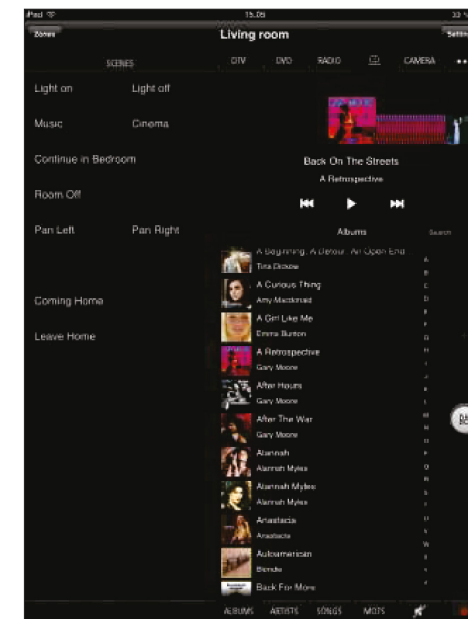 iPad
15.05
33 %
Zones
Living room
Settin
SCENES
DTV DVD RADIO CAMERA
Light on Light off
Music Cinema
Continue in Bedroom
Room Off
Pan Left Pan Right
Coming Home
Leave Home
Back On The Streets
A Retrospective
Albums
Search
A Beginning, A Detour, An Open End
Tina Dickow
A Curious Thing
Amy Macdonald
A Girl Like Me
Emma Bunton
A Retrospective
Gary Moore
After Hours
Gary Moore
After The War
Gary Moore
Alannah
Alannah Myles
Alannah Myles
Alannah Myles
Anastacia
Anastacia
Autoamerican
Blondie
Back For More
ALBUMS ARTISTS SONGS MOTS